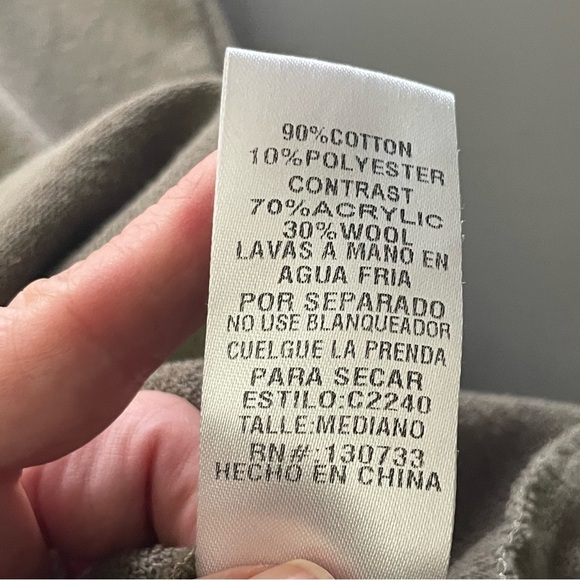 90%COTTON
10%POLYESTER
CONTRAST
70%ACRYLIC
30%WOOL
LAVAS A MANO EN
AGUA FRIA
POR SEPARADO
NO USE BLANQUEADOR
CUELGUE LA PRENDA
PARA SECAR
ESTILO:C2240
TALLE:MEDIANO
RN#:130733
HECHO EN CHINA